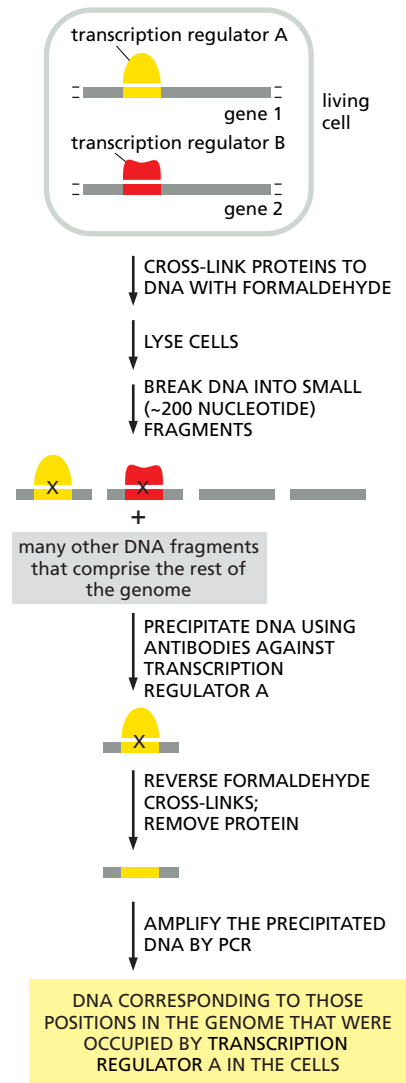 transcription regulator A
gene 1
living
cell
transcription regulator B
gene 2
CROSS-LINK PROTEINS TO
DNA WITH FORMALDEHYDE
LYSE CELLS
BREAK DNA INTO SMALL
(~200 NUCLEOTIDE)
FRAGMENTS
X X
+
many other DNA fragments
that comprise the rest of
the genome
PRECIPITATE DNA USING
ANTIBODIES AGAINST
TRANSCRIPTION
REGULATOR A
X
REVERSE FORMALDEHYDE
CROSS-LINKS;
REMOVE PROTEIN
AMPLIFY THE PRECIPITATED
DNA BY PCR
DNA CORRESPONDING TO THOSE
POSITIONS IN THE GENOME THAT WERE
OCCUPIED BY TRANSCRIPTION
REGULATOR A IN THE CELLS